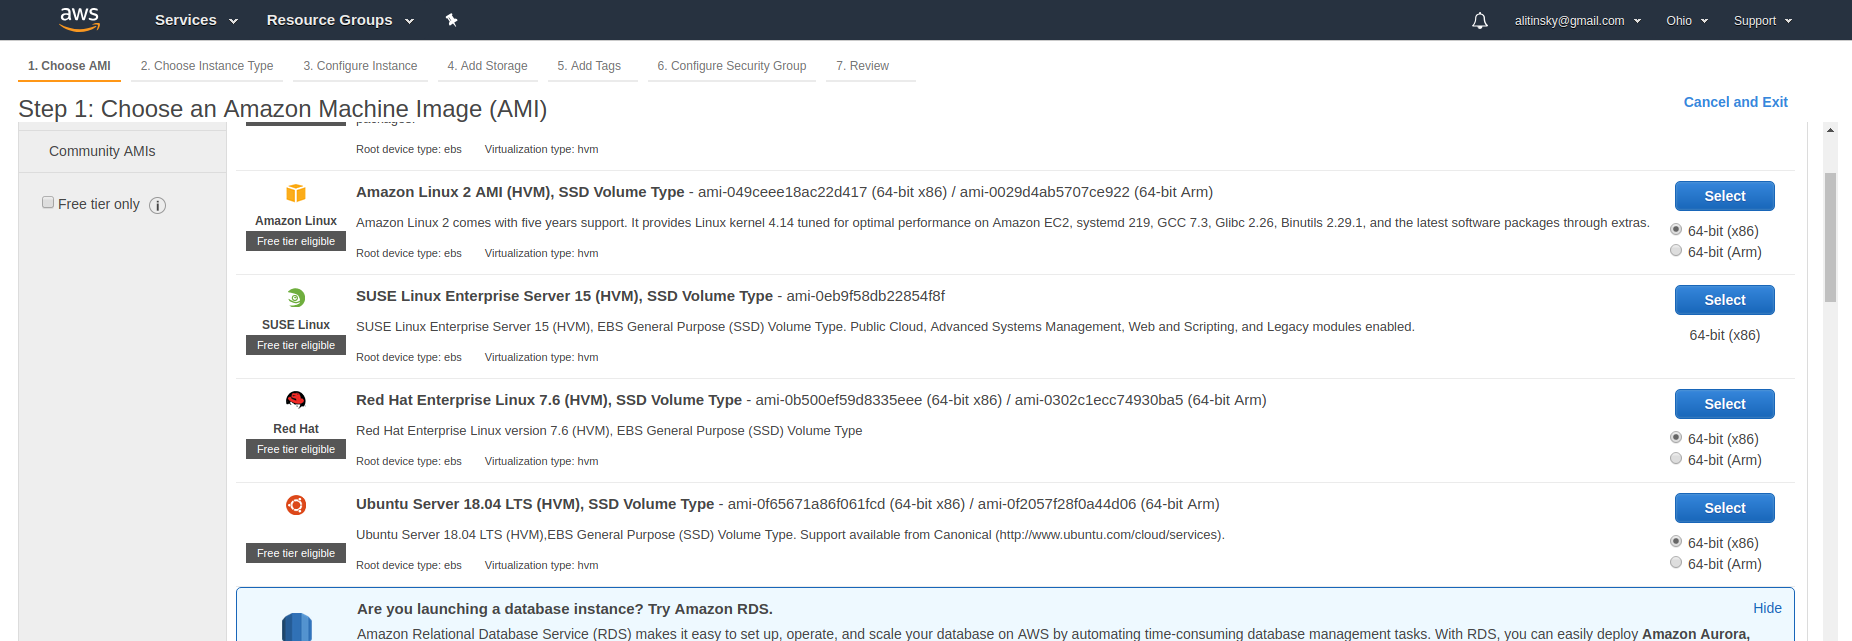 aws Services Resource Groups alitinsky@gmail.com Ohio Support
1. Choose AMI 2. Choose Instance Type 3. Configure Instance 4. Add Storage 5. Add Tags 6. Configure Security Group 7. Review
Step 1: Choose an Amazon Machine Image (AMI)
Cancel and Exit
Community AMIs
Free tier only
packages.
Root device type: ebs Virtualization type: hvm
Amazon Linux
Free tier eligible
Amazon Linux 2 AMI (HVM), SSD Volume Type - ami-049ceee18ac22d417 (64-bit x86) / ami-0029d4ab5707ce922 (64-bit Arm)
Amazon Linux 2 comes with five years support. It provides Linux kernel 4.14 tuned for optimal performance on Amazon EC2, systemd 219, GCC 7.3, Glibc 2.26, Binutils 2.29.1, and the latest software packages through extras.
Root device type: ebs Virtualization type: hvm
Select
64-bit (x86)
64-bit (Arm)
SUSE Linux
Free tier eligible
SUSE Linux Enterprise Server 15 (HVM), SSD Volume Type - ami-0eb9f58db22854f8f
SUSE Linux Enterprise Server 15 (HVM), EBS General Purpose (SSD) Volume Type. Public Cloud, Advanced Systems Management, Web and Scripting, and Legacy modules enabled.
Root device type: ebs Virtualization type: hvm
Select
64-bit (x86)
Red Hat
Free tier eligible
Red Hat Enterprise Linux 7.6 (HVM), SSD Volume Type - ami-0b500ef59d8335eee (64-bit x86) / ami-0302c1ecc74930ba5 (64-bit Arm)
Red Hat Enterprise Linux version 7.6 (HVM), EBS General Purpose (SSD) Volume Type
Root device type: ebs Virtualization type: hvm
Select
64-bit (x86)
64-bit (Arm)
Free tier eligible
Ubuntu Server 18.04 LTS (HVM), SSD Volume Type - ami-0f65671a86f061fcd (64-bit x86) / ami-0f2057f28f0a44d06 (64-bit Arm)
Ubuntu Server 18.04 LTS (HVM),EBS General Purpose (SSD) Volume Type. Support available from Canonical (http://www.ubuntu.com/cloud/services).
Root device type: ebs Virtualization type: hvm
Select
64-bit (x86)
64-bit (Arm)
Are you launching a database instance? Try Amazon RDS.
Hide
Amazon Relational Database Service (RDS) makes it easy to set up, operate, and scale your database on AWS by automating time-consuming database management tasks. With RDS, you can easily deploy Amazon Aurora,